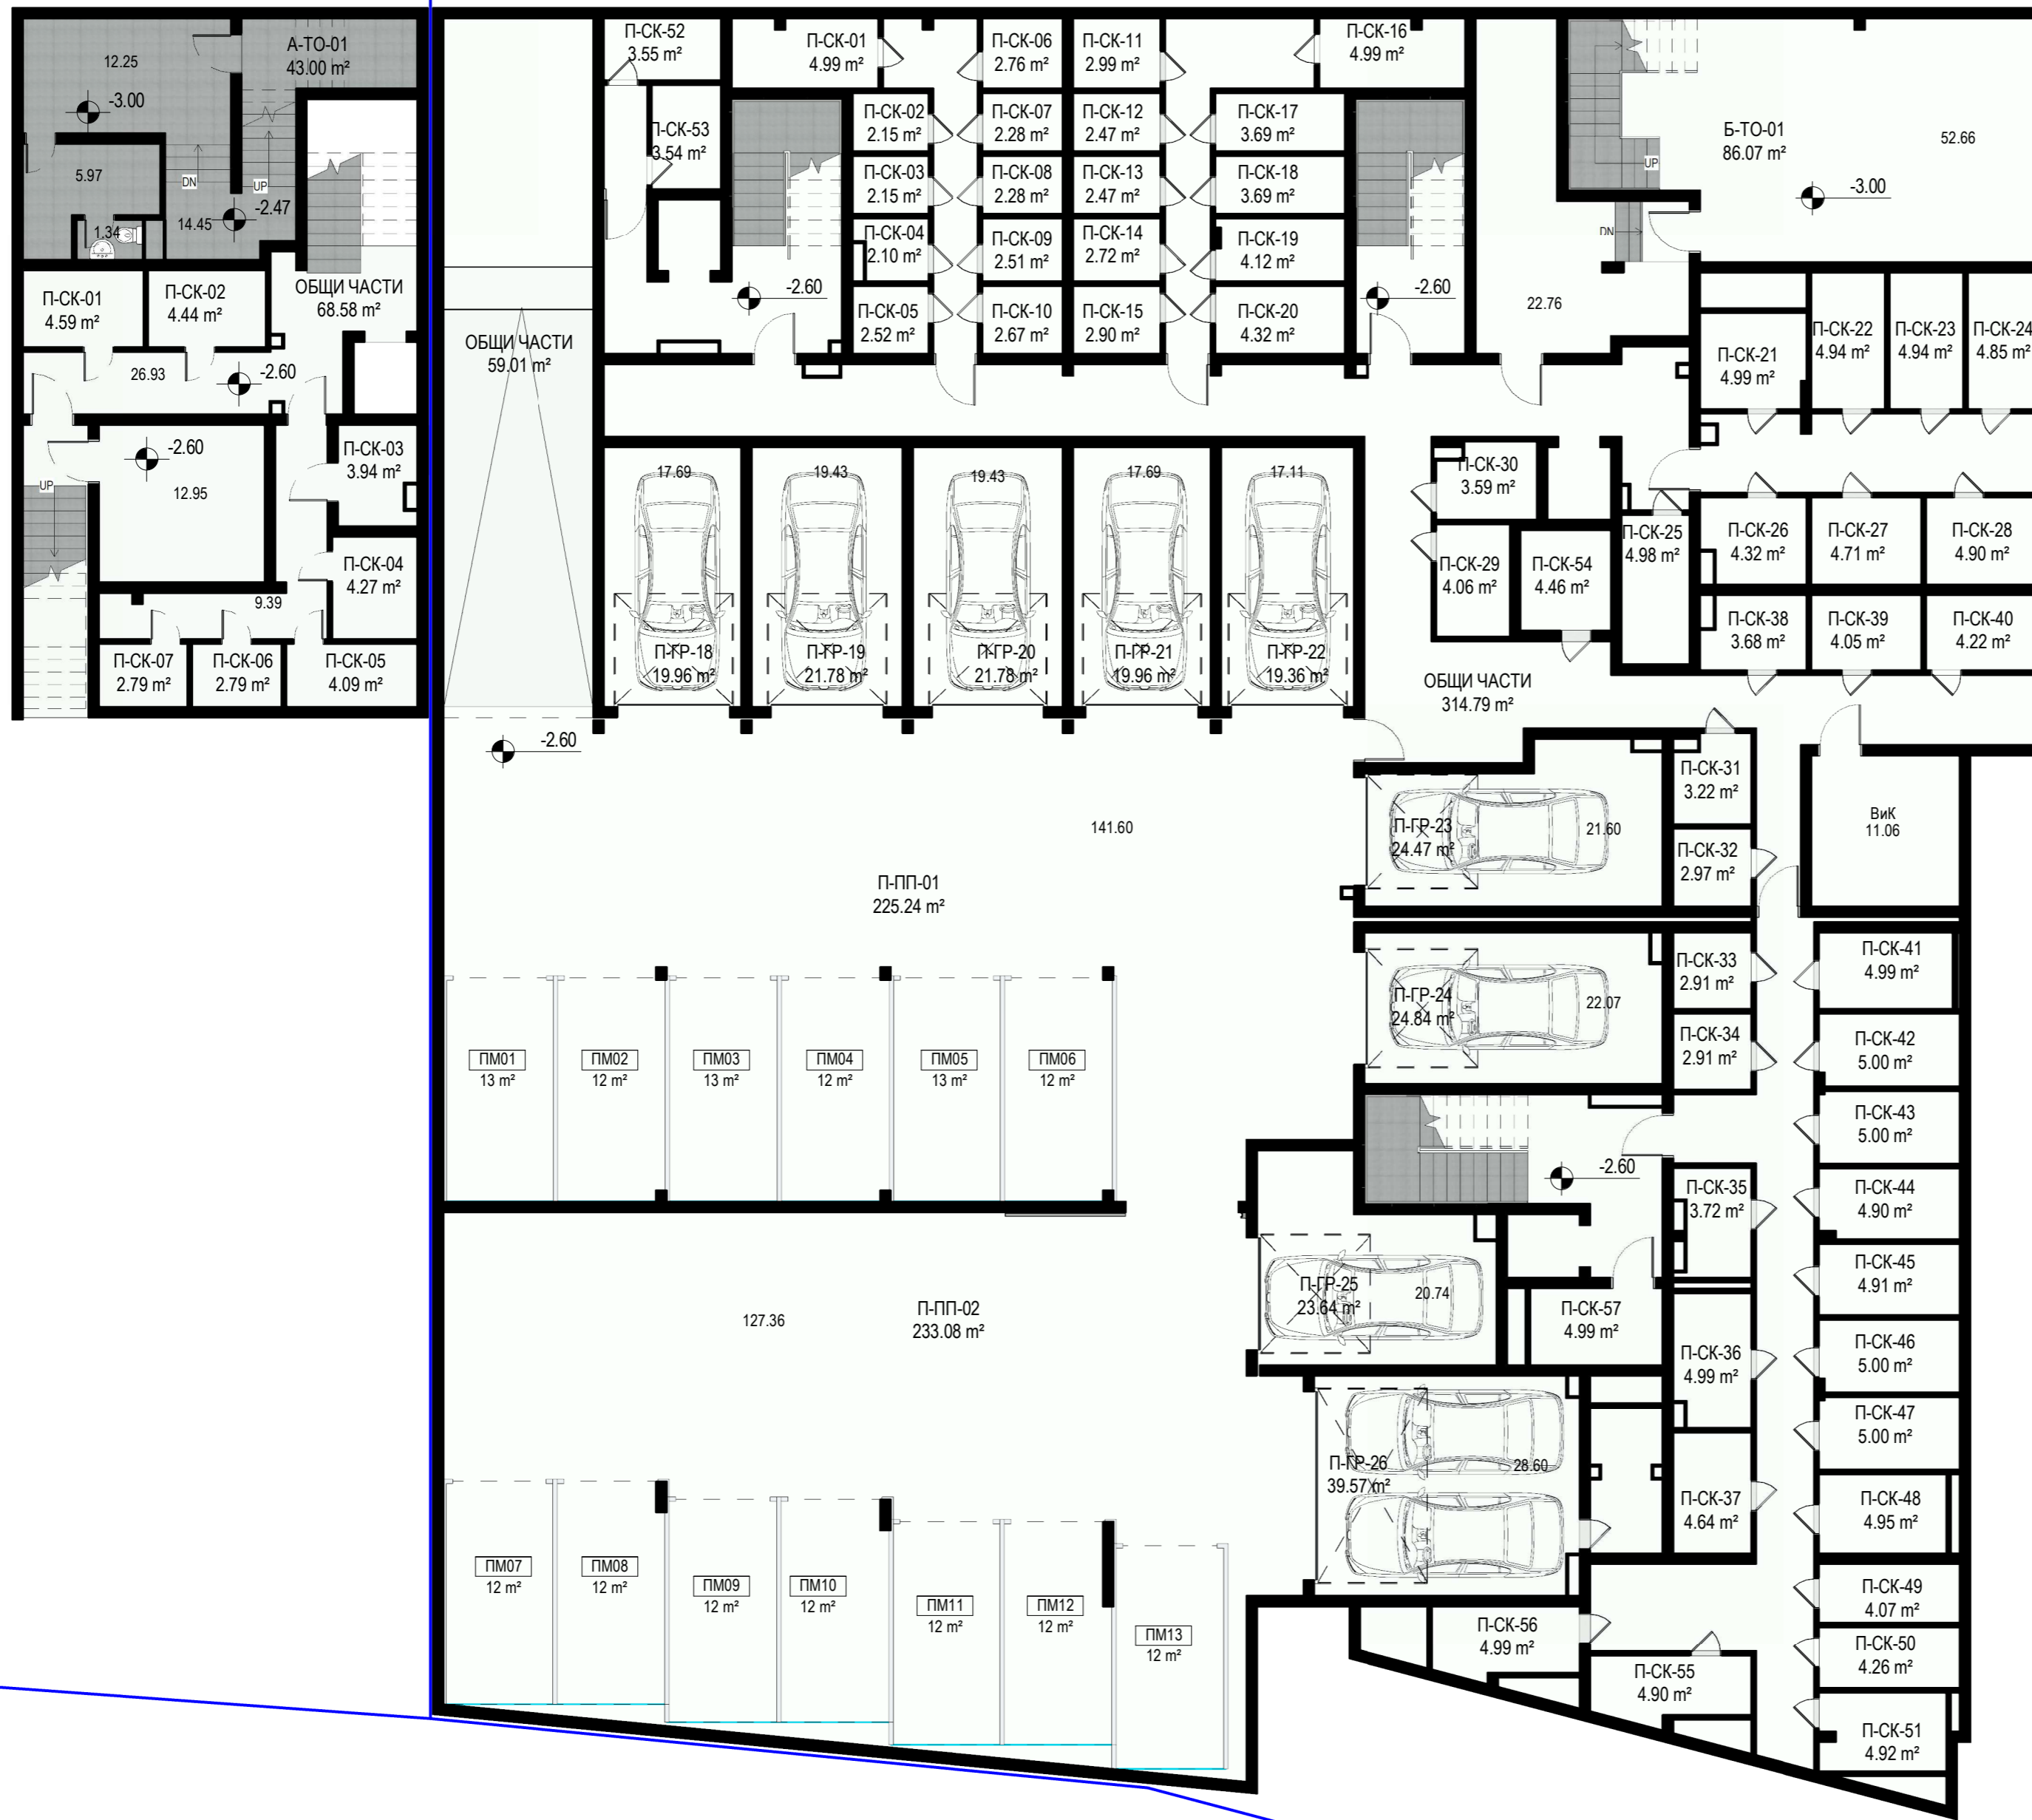 12.25
А-ТО-01
43.00 m²
-3.00
5.97
DN
UP
-2.47
14.45
1.34
П-СК-01
4.59 m²
П-СК-02
4.44 m²
ОБЩИ ЧАСТИ
68.58 m²
26.93
-2.60
-2.60
12.95
UP
П-СК-03
3.94 m²
П-СК-04
4.27 m²
9.39
П-СК-07
2.79 m²
П-СК-06
2.79 m²
П-СК-05
4.09 m²
ОБЩИ ЧАСТИ
59.01 m²
П-СК-52
3.55 m²
П-СК-53
3.54 m²
П-СК-01
4.99 m²
П-СК-06
2.76 m²
П-СК-11
2.99 m²
П-СК-16
4.99 m²
П-СК-02
2.15 m²
П-СК-07
2.28 m²
П-СК-12
2.47 m²
П-СК-17
3.69 m²
П-СК-03
2.15 m²
П-СК-08
2.28 m²
П-СК-13
2.47 m²
П-СК-18
3.69 m²
П-СК-04
2.10 m²
П-СК-09
2.51 m²
П-СК-14
2.72 m²
П-СК-19
4.12 m²
П-СК-05
2.52 m²
П-СК-10
2.67 m²
П-СК-15
2.90 m²
П-СК-20
4.32 m²
-2.60
-2.60
22.76
UP
DN
Б-ТО-01
86.07 m²
52.66
-3.00
П-СК-21
4.99 m²
П-СК-22
4.94 m²
П-СК-23
4.94 m²
П-СК-24
4.85 m²
17.69
19.43
19.43
17.69
17.11
П-ГР-18
19.96 m²
П-ГР-19
21.78 m²
П-ГР-20
21.78 m²
П-ГР-21
19.96 m²
П-ГР-22
19.36 m²
П-СК-30
3.59 m²
П-СК-29
4.06 m²
П-СК-54
4.46 m²
П-СК-25
4.98 m²
П-СК-26
4.32 m²
П-СК-27
4.71 m²
П-СК-28
4.90 m²
П-СК-38
3.68 m²
П-СК-39
4.05 m²
П-СК-40
4.22 m²
ОБЩИ ЧАСТИ
314.79 m²
-2.60
141.60
П-ПП-01
225.24 m²
П-ГР-23
24.47 m²
21.60
П-СК-31
3.22 m²
П-СК-32
2.97 m²
ВиК
11.06
П-ГР-24
24.84 m²
22.07
П-СК-33
2.91 m²
П-СК-34
2.91 m²
П-СК-41
4.99 m²
П-СК-42
5.00 m²
П-СК-43
5.00 m²
П-СК-44
4.90 m²
П-СК-45
4.91 m²
П-СК-46
5.00 m²
П-СК-47
5.00 m²
П-СК-48
4.95 m²
П-СК-49
4.07 m²
П-СК-50
4.26 m²
П-СК-51
4.92 m²
ПМ01
13 m²
ПМ02
12 m²
ПМ03
13 m²
ПМ04
12 m²
ПМ05
13 m²
ПМ06
12 m²
-2.60
П-СК-35
3.72 m²
П-ГР-25
23.64 m²
20.74
П-СК-57
4.99 m²
П-СК-36
4.99 m²
127.36
П-ПП-02
233.08 m²
П-ГР-26
39.57 m²
28.60
П-СК-37
4.64 m²
ПМ07
12 m²
ПМ08
12 m²
ПМ09
12 m²
ПМ10
12 m²
ПМ11
12 m²
ПМ12
12 m²
ПМ13
12 m²
П-СК-56
4.99 m²
П-СК-55
4.90 m²